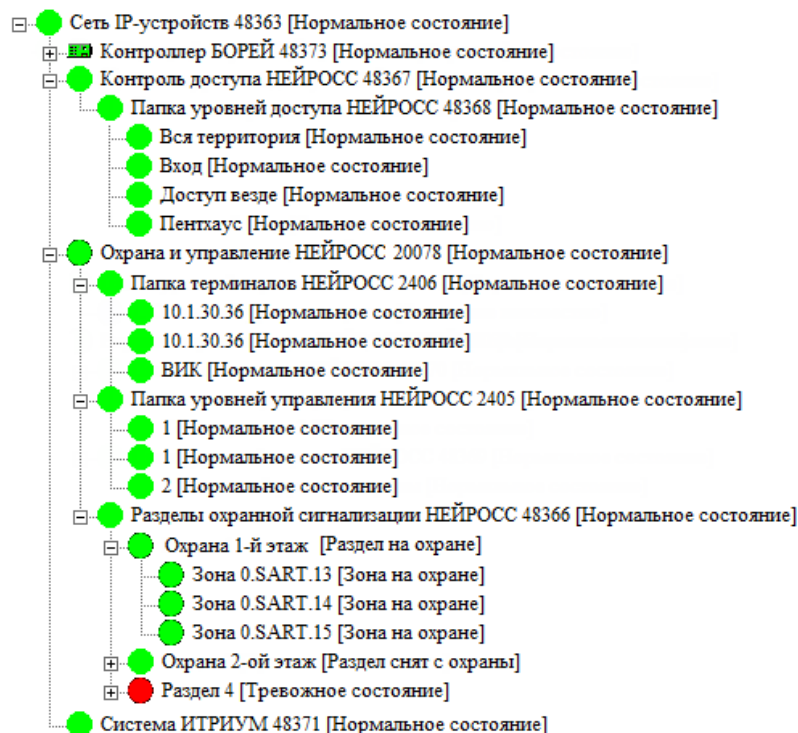 Сеть IP-устройств 48363 [Нормальное состояние]
Контроллер БОРЕЙ 48373 [Нормальное состояние]
Контроль доступа НЕЙРОСС 48367 [Нормальное состояние]
Папка уровней доступа НЕЙРОСС 48368 [Нормальное состояние]
Вся территория [Нормальное состояние]
Вход [Нормальное состояние]
Доступ везде [Нормальное состояние]
Пентхаус [Нормальное состояние]
Охрана и управление НЕЙРОСС 20078 [Нормальное состояние]
Папка терминалов НЕЙРОСС 2406 [Нормальное состояние]
10.1.30.36 [Нормальное состояние]
10.1.30.36 [Нормальное состояние]
ВИК [Нормальное состояние]
Папка уровней управления НЕЙРОСС 2405 [Нормальное состояние]
1 [Нормальное состояние]
1 [Нормальное состояние]
2 [Нормальное состояние]
Разделы охранной сигнализации НЕЙРОСС 48366 [Нормальное состояние]
Охрана 1-й этаж [Раздел на охране]
Зона 0.SART.13 [Зона на охране]
Зона 0.SART.14 [Зона на охране]
Зона 0.SART.15 [Зона на охране]
Охрана 2-ой этаж [Раздел снят с охраны]
Раздел 4 [Тревожное состояние]
Система ИТРИУМ 48371 [Нормальное состояние]